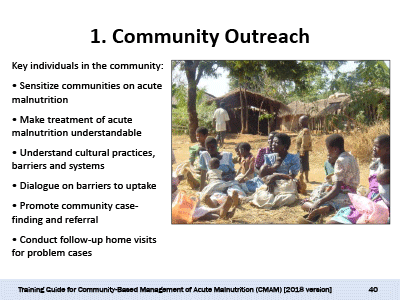 1. Community Outreach
Key individuals in the community:
• Sensitize communities on acute
malnutrition
• Make treatment of acute
malnutrition understandable
• Understand cultural practices,
barriers and systems
• Dialogue on barriers to uptake
• Promote community case-
finding and referral
• Conduct follow-up home visits
for problem cases
Training Guide for Community-Based Management of Acute Malnutrition (CMAM) [2018 version] 40